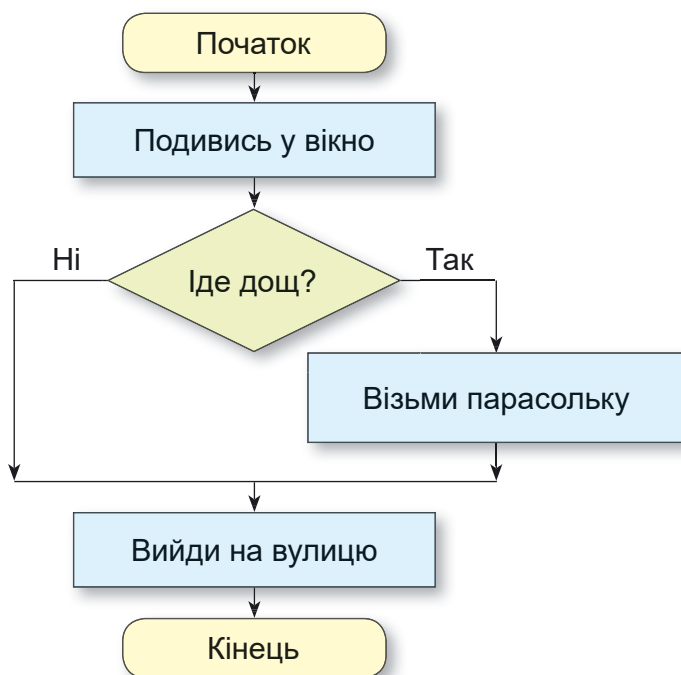 Початок
Подивись у вікно
Іде дощ?
Ні
Так
Візьми парасольку
Вийди на вулицю
Кінець